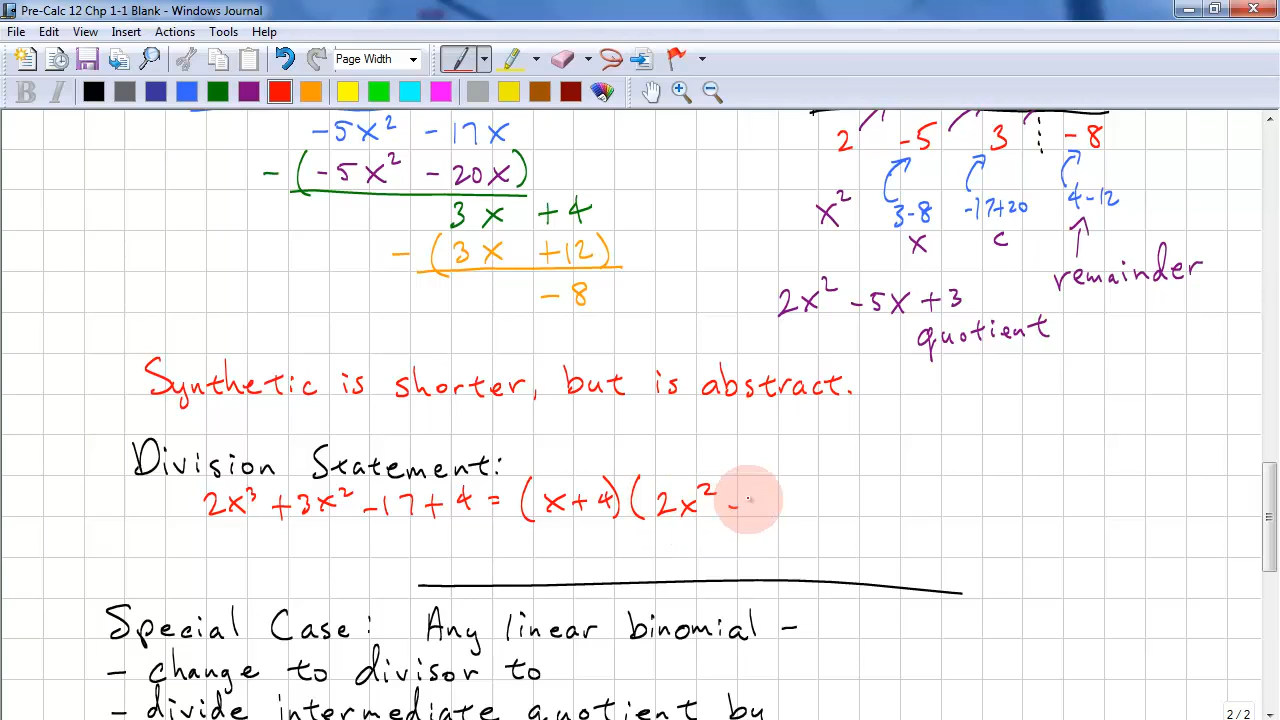 Pre-Calc 12 Chp 1-1 Blank - Windows Journal
File Edit View Insert Actions Tools Help
Page Width
B I
-5x² -17x
-(-5x² -20x)
3x +4
-(3x +12)
-8
2 -5 3 -8
x² 3-8 -17+20 4-12
x c
remainder
2x² -5x +3
quotient
Synthetic is shorter, but is abstract.
Division Statement:
2x³ +3x² -17+4 = (x+4)(2x² -
Special Case: Any linear binomial -
- change to divisor to
- divide intermediate quotient by
2/2